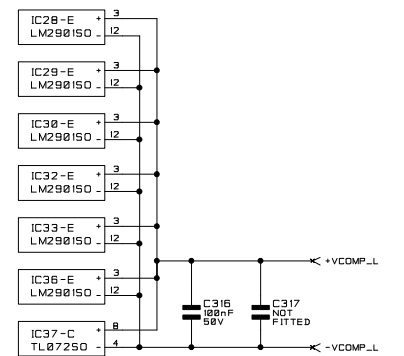 IC28-E + 3
LM2901SO - 12
IC29-E + 3
LM2901SO - 12
IC30-E + 3
LM2901SO - 12
IC32-E + 3
LM2901SO - 12
IC33-E + 3
LM2901SO - 12
IC36-E + 3
LM2901SO - 12
IC37-C + 8
TL072SO - 4
+VCOMP_L
C316
100nF
50V
C317
NOT
FITTED
-VCOMP_L